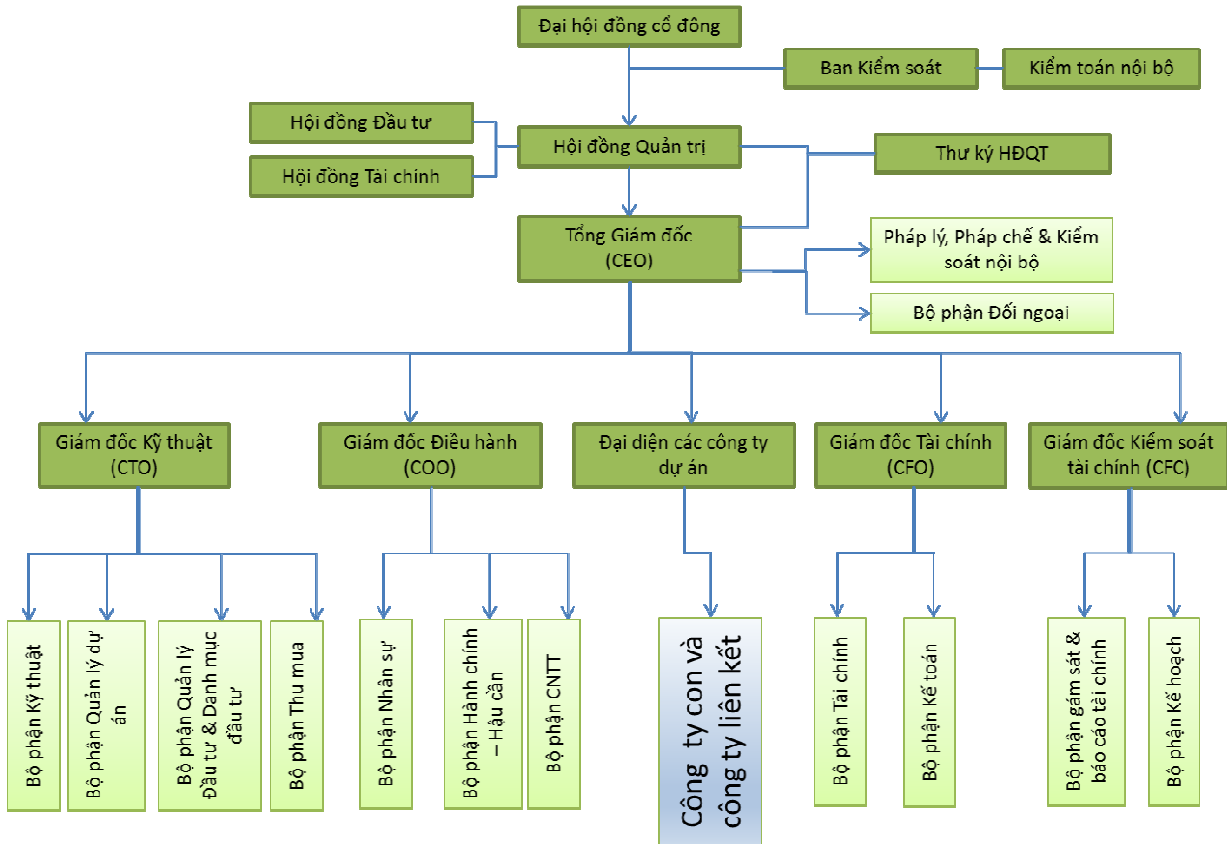 Đại hội đồng cổ đông
Ban Kiểm soát
Kiểm toán nội bộ
Hội đồng Đầu tư
Hội đồng Quản trị
Thư ký HĐQT
Hội đồng Tài chính
Tổng Giám đốc
(CEO)
Pháp lý, Pháp chế & Kiểm
soát nội bộ
Bộ phận Đối ngoại
Giám đốc Kỹ thuật
(CTO)
Giám đốc Điều hành
(COO)
Đại diện các công ty
dự án
Giám đốc Tài chính
(CFO)
Giám đốc Kiểm soát
tài chính (CFC)
Bộ phận Kỹ thuật
Bộ phận Quản lý dự
án
Bộ phận Quản lý
Đầu tư & Danh mục
đầu tư
Bộ phận Thu mua
Bộ phận Nhân sự
Bộ phận Hành chính
– Hậu cần
Bộ phận CNTT
Công ty con và
công ty liên kết
Bộ phận Tài chính
Bộ phận Kế toán
Bộ phận gám sát &
báo cáo tài chính
Bộ phận Kế hoạch